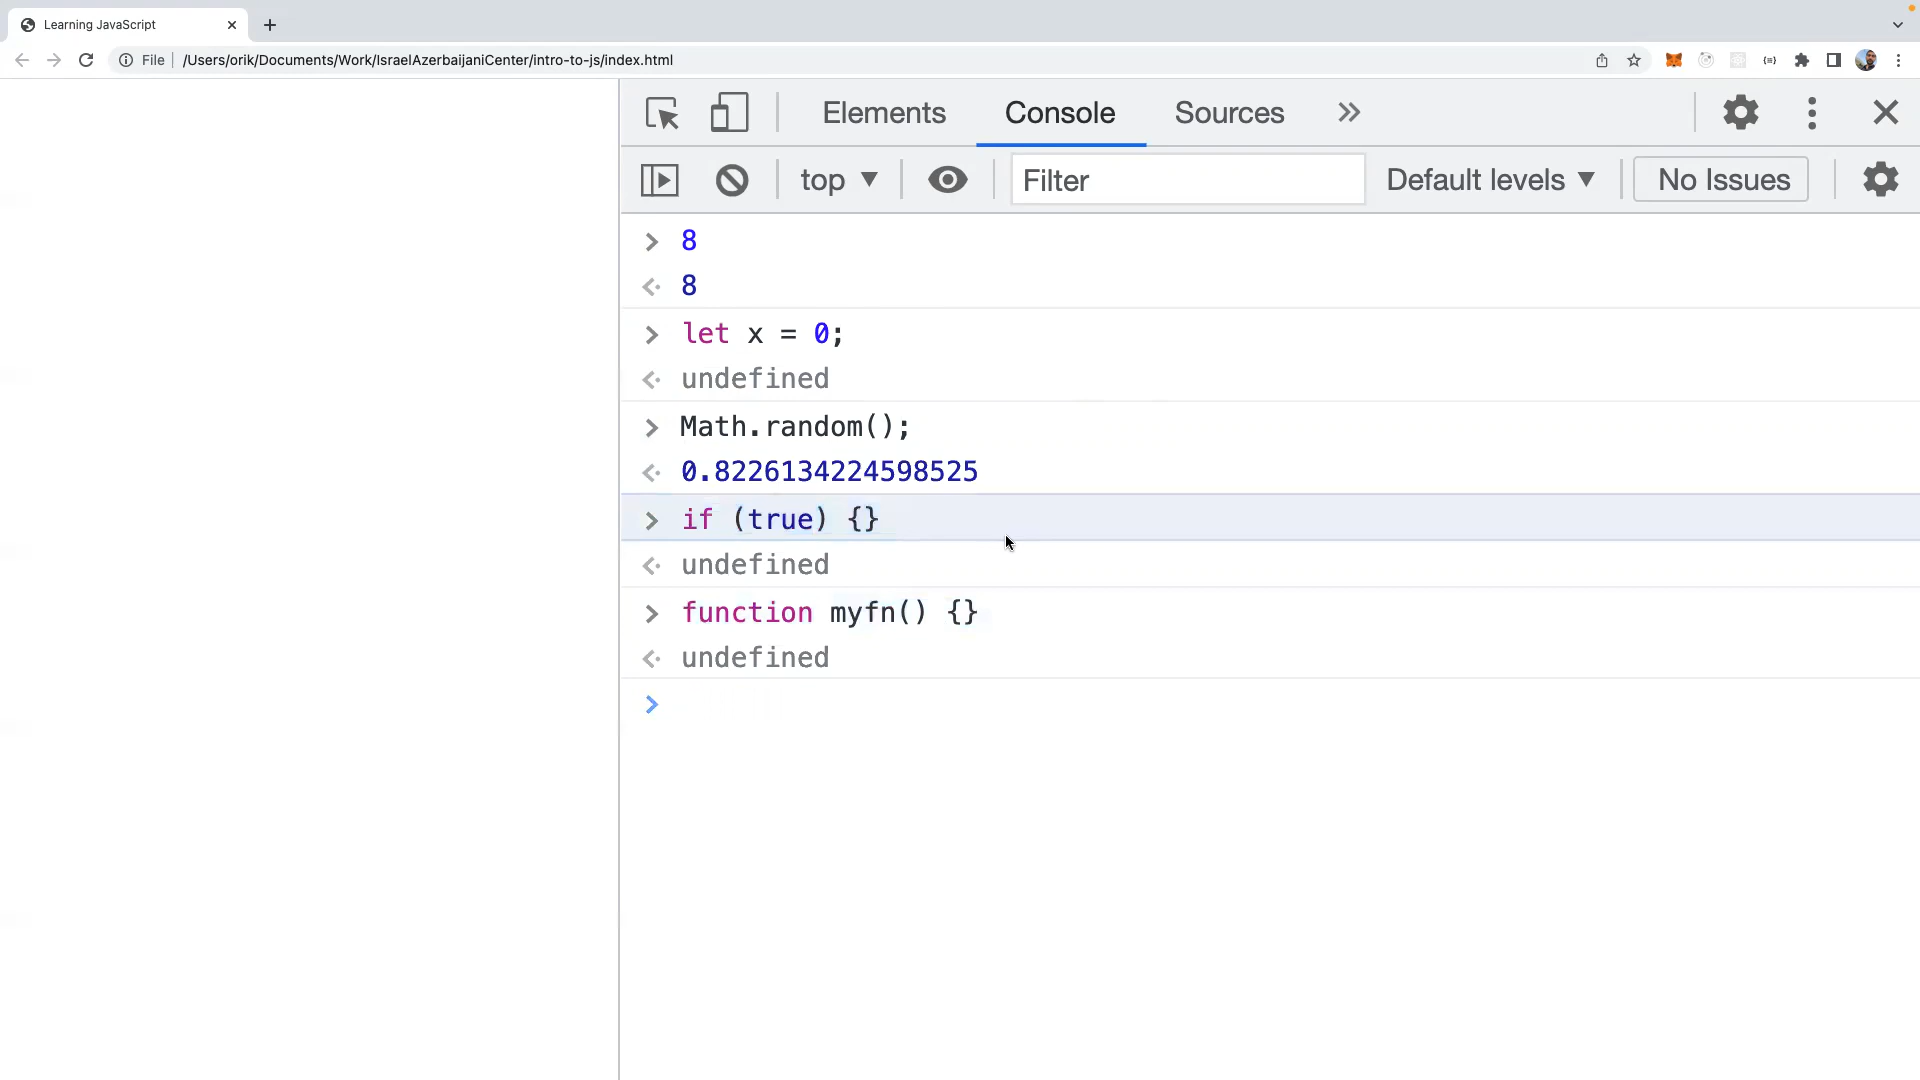 Learning JavaScript
File
/Users/orik/Documents/Work/IsraelAzerbaijaniCenter/intro-to-js/index.html
Elements
Console
Sources
top
Filter
Default levels
No Issues
8
8
let x = 0;
undefined
Math.random();
0.8226134224598525
if (true) {}
undefined
function myfn() {}
undefined